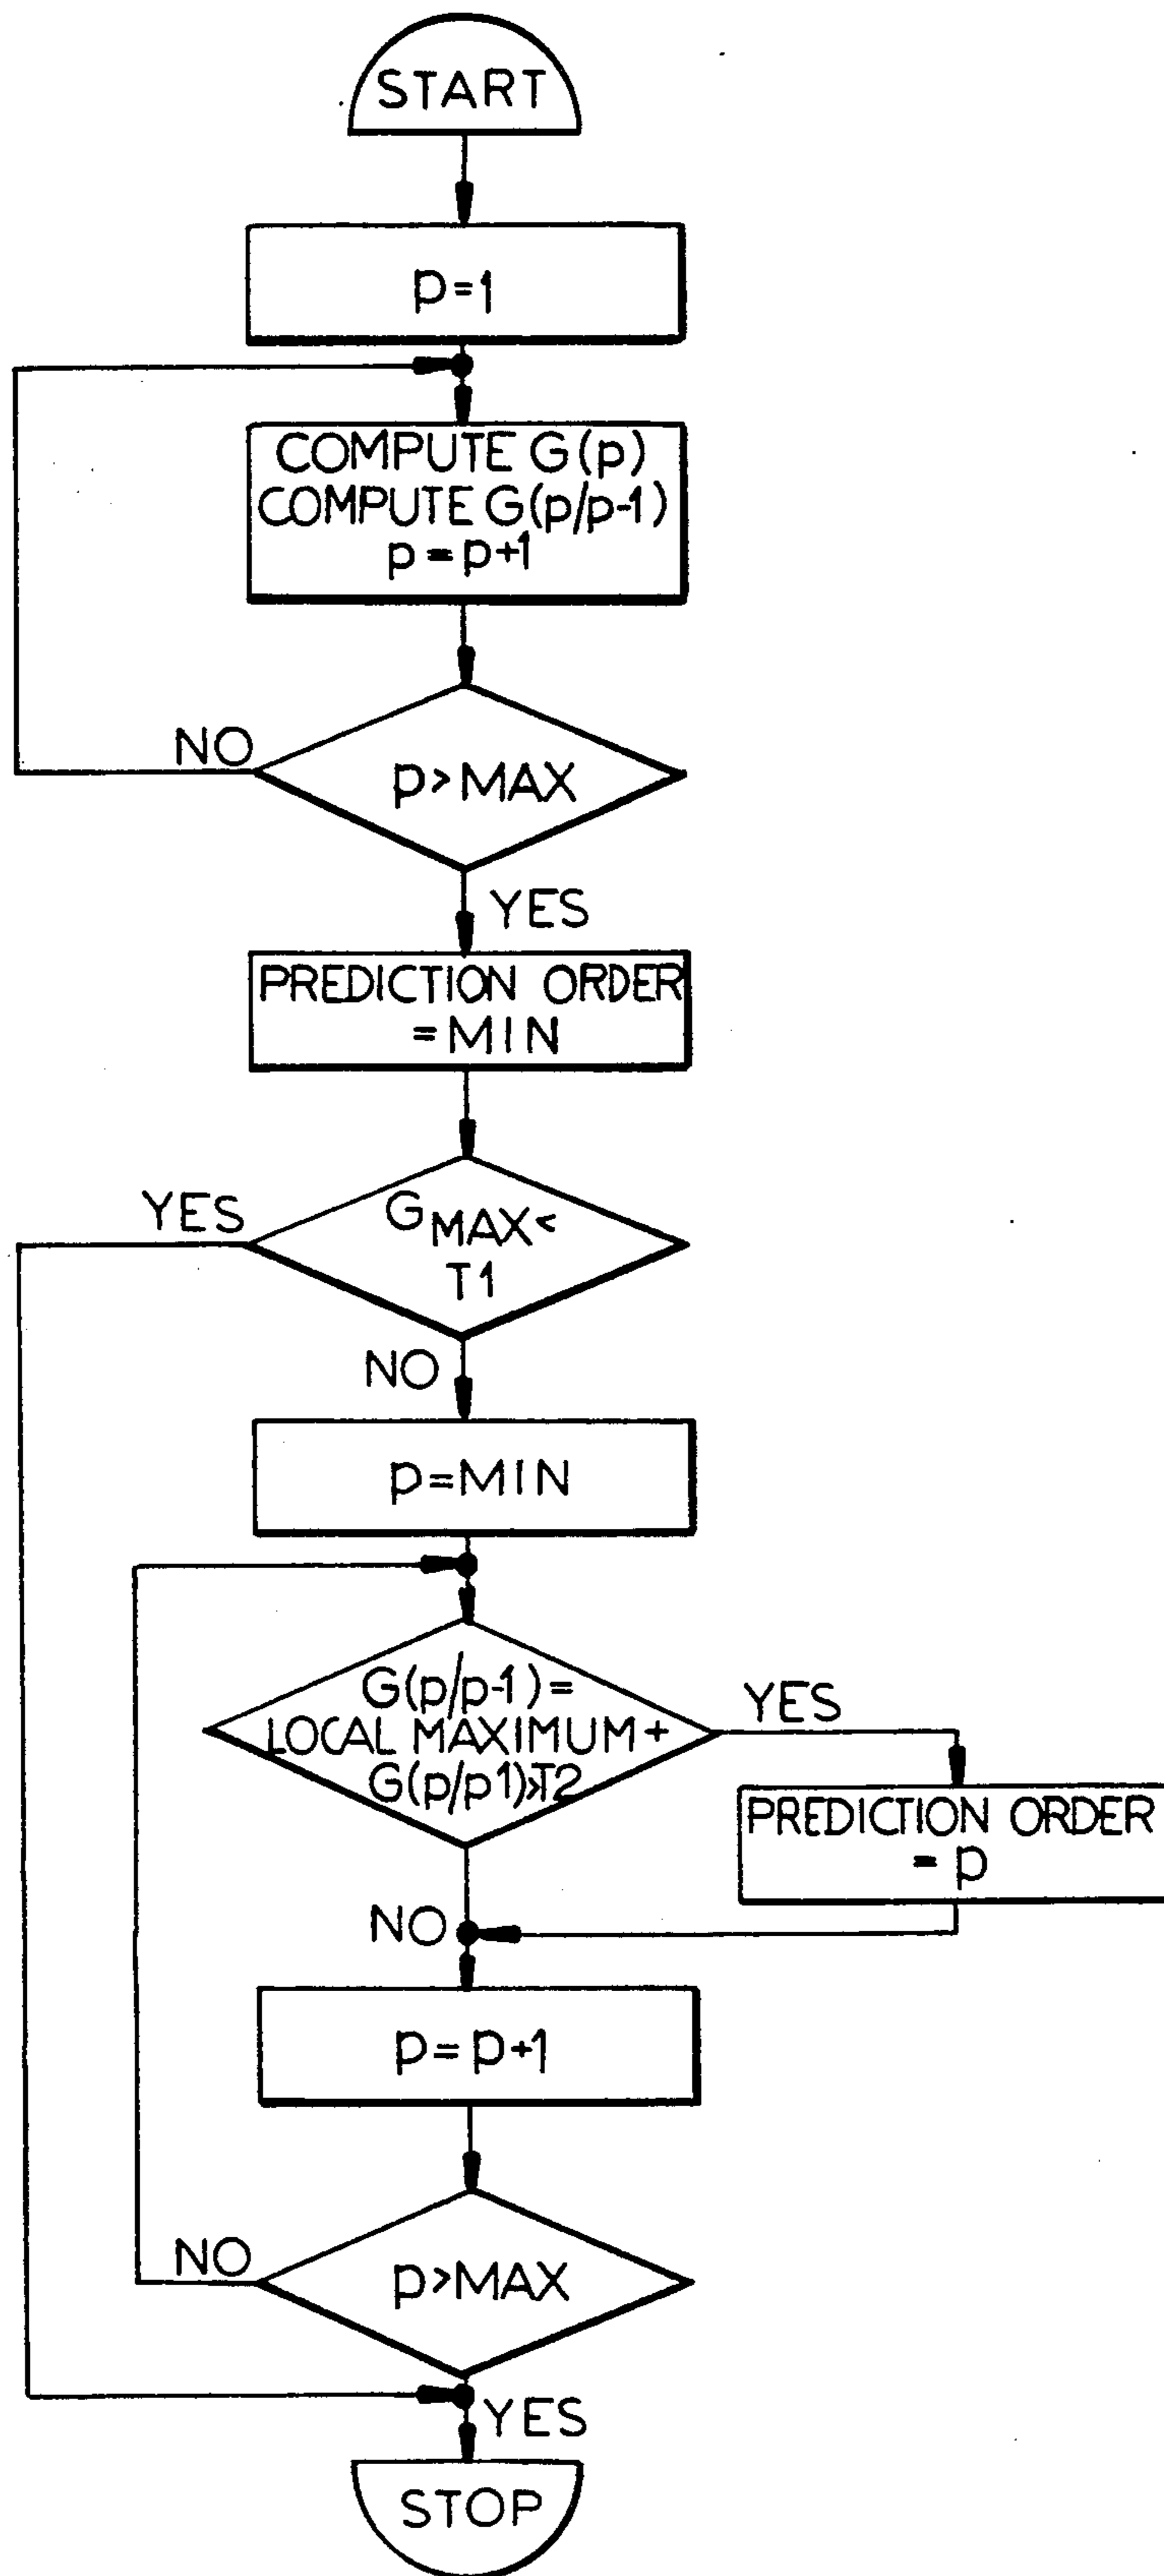 START
p=1
COMPUTE G(p)
COMPUTE G(p/p-1)
p=p+1
NO
p>MAX
YES
PREDICTION ORDER
=MIN
YES
GMAX<
T1
NO
p=MIN
G(p/p-1)=
LOCAL MAXIMUM+
G(p/p1)>T2
YES
PREDICTION ORDER
= p
NO
p=p+1
NO
p>MAX
YES
STOP